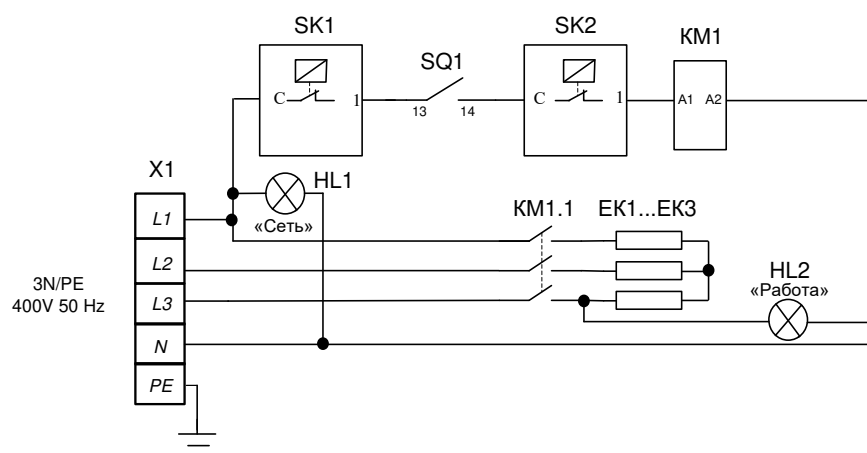 SK1
SK2
KM1
SQ1
C
1
13
14
C
1
A1
A2
X1
HL1
L1
«Сеть»
KM1.1
EK1...EK3
L2
HL2
«Работа»
3N/PE
400V 50 Hz
L3
N
PE